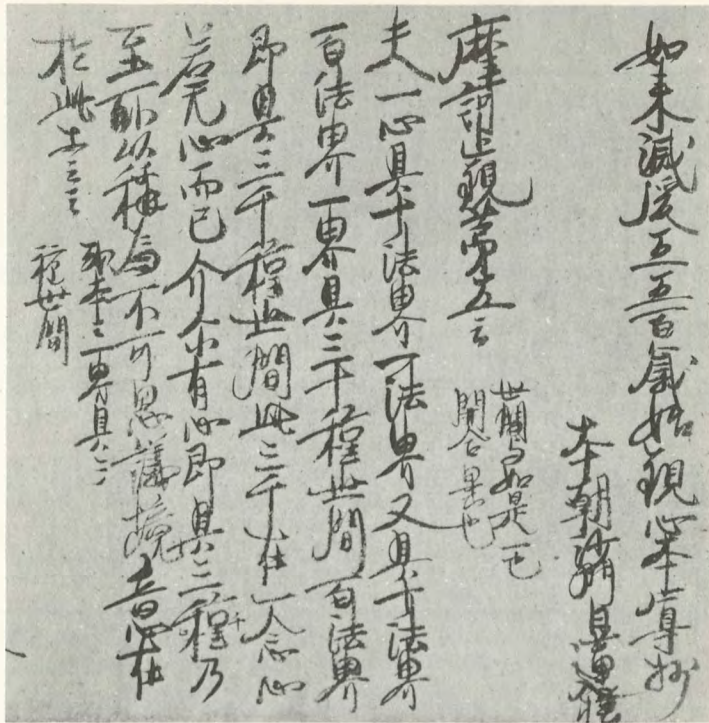 如来滅後五五百歳始観心本尊抄
本朝沙門日蓮撰
摩訶止観第五云
世間与如是一也
開合異也
夫一心具十法界一法界又具十法界
百法界一界具三十種世間百法界
即具三千種世間此三千在一念心
若无心而已介尓有心即具三千乃
至所以称為不可思議境意在
於此等云云
或本云一界具三
種世間